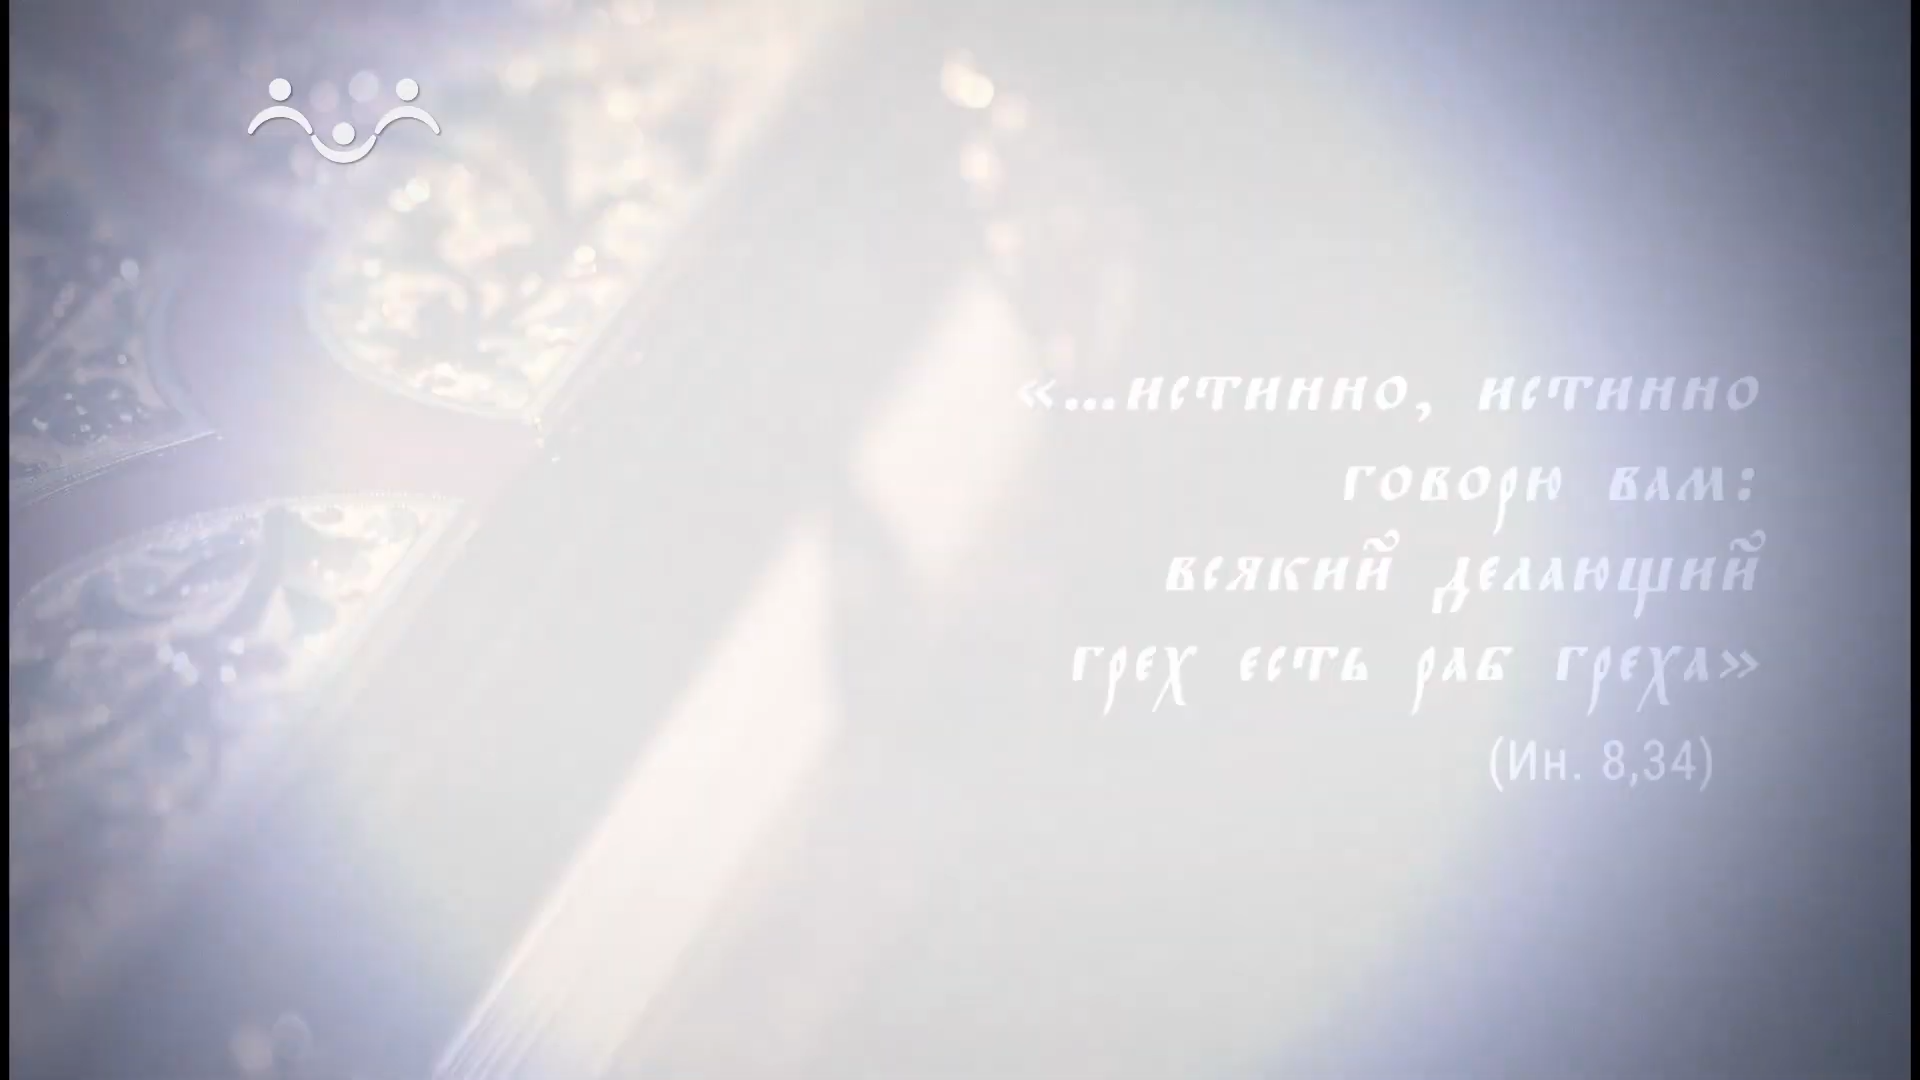 «...истинно, истинно
говорю вам:
всякий делающий
грех есть раб греха»
(Ин. 8,34)